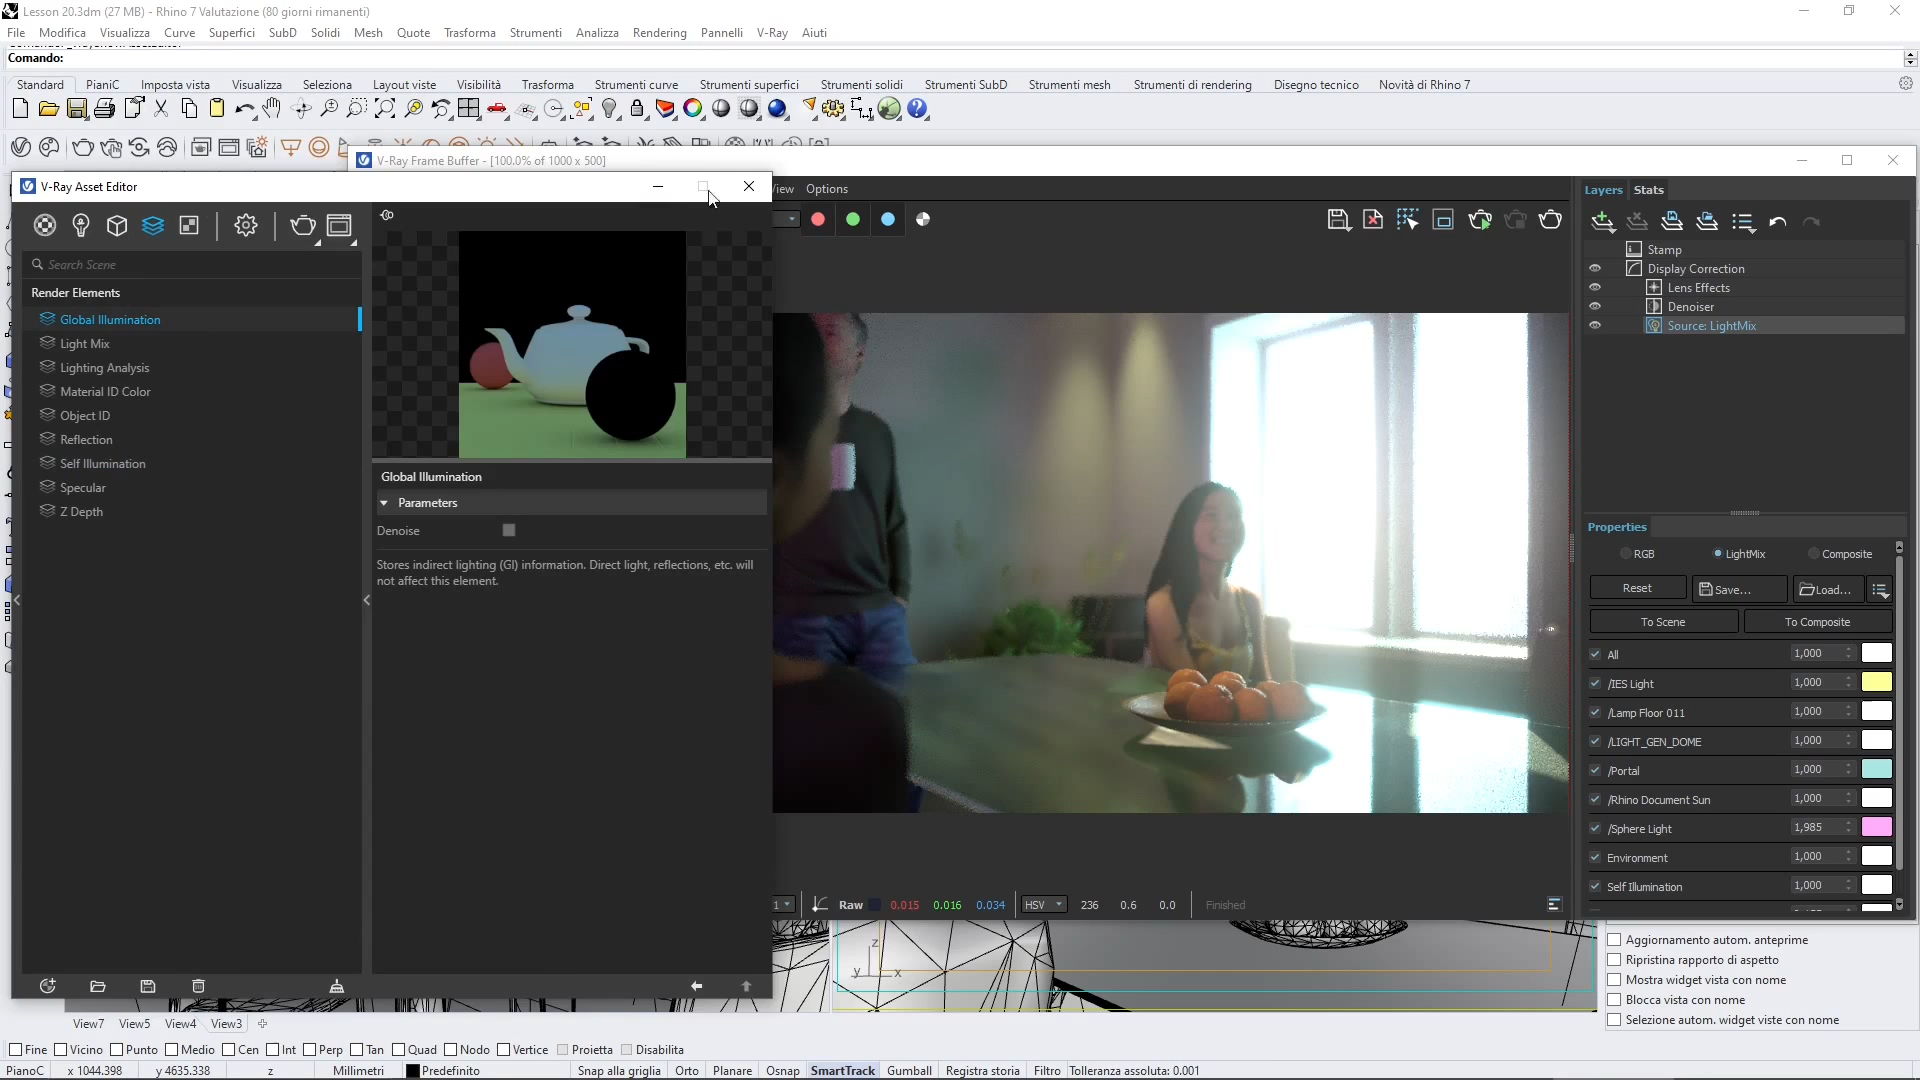 Lesson 20.3dm (27 MB) - Rhino 7 Valutazione (80 giorni rimanenti)
File Modifica Visualizza Curve Superfici SubD Solidi Mesh Quote Trasforma Strumenti Analizza Rendering Pannelli V-Ray Aiuti
Comando:
Standard PianiC Imposta vista Visualizza Seleziona Layout viste Visibilità Trasforma Strumenti curve Strumenti superfici Strumenti solidi Strumenti SubD Strumenti mesh Strumenti di rendering Disegno tecnico Novità di Rhino 7
V-Ray Frame Buffer - [100.0% of 1000 x 500]
V-Ray Asset Editor
View Options
Layers Stats
Search Scene
Render Elements
Global Illumination
Light Mix
Lighting Analysis
Material ID Color
Object ID
Reflection
Self Illumination
Specular
Z Depth
Global Illumination
Parameters
Denoise
Stores indirect lighting (GI) information. Direct light, reflections, etc. will
not affect this element.
Stamp
Display Correction
Lens Effects
Denoiser
Source: LightMix
Properties
RGB LightMix Composite
Reset Save... Load...
To Scene To Composite
All 1,000
/IES Light 1,000
/Lamp Floor 011 1,000
/LIGHT_GEN_DOME 1,000
/Portal 1,000
/Rhino Document Sun 1,000
/Sphere Light 1,985
Environment 1,000
Self Illumination 1,000
1 Raw 0.015 0.016 0.034 HSV 236 0.6 0.0 Finished
z
y x
Aggiornamento autom. anteprime
Ripristina rapporto di aspetto
Mostra widget vista con nome
Blocca vista con nome
Selezione autom. widget viste con nome
View7 View5 View4 View3
Fine Vicino Punto Medio Cen Int Perp Tan Quad Nodo Vertice Proietta Disabilita
PianoC x 1044.398 y 4635.338 z Millimetri Predefinito Snap alla griglia Orto Planare Osnap SmartTrack Gumball Registra storia Filtro Tolleranza assoluta: 0.001